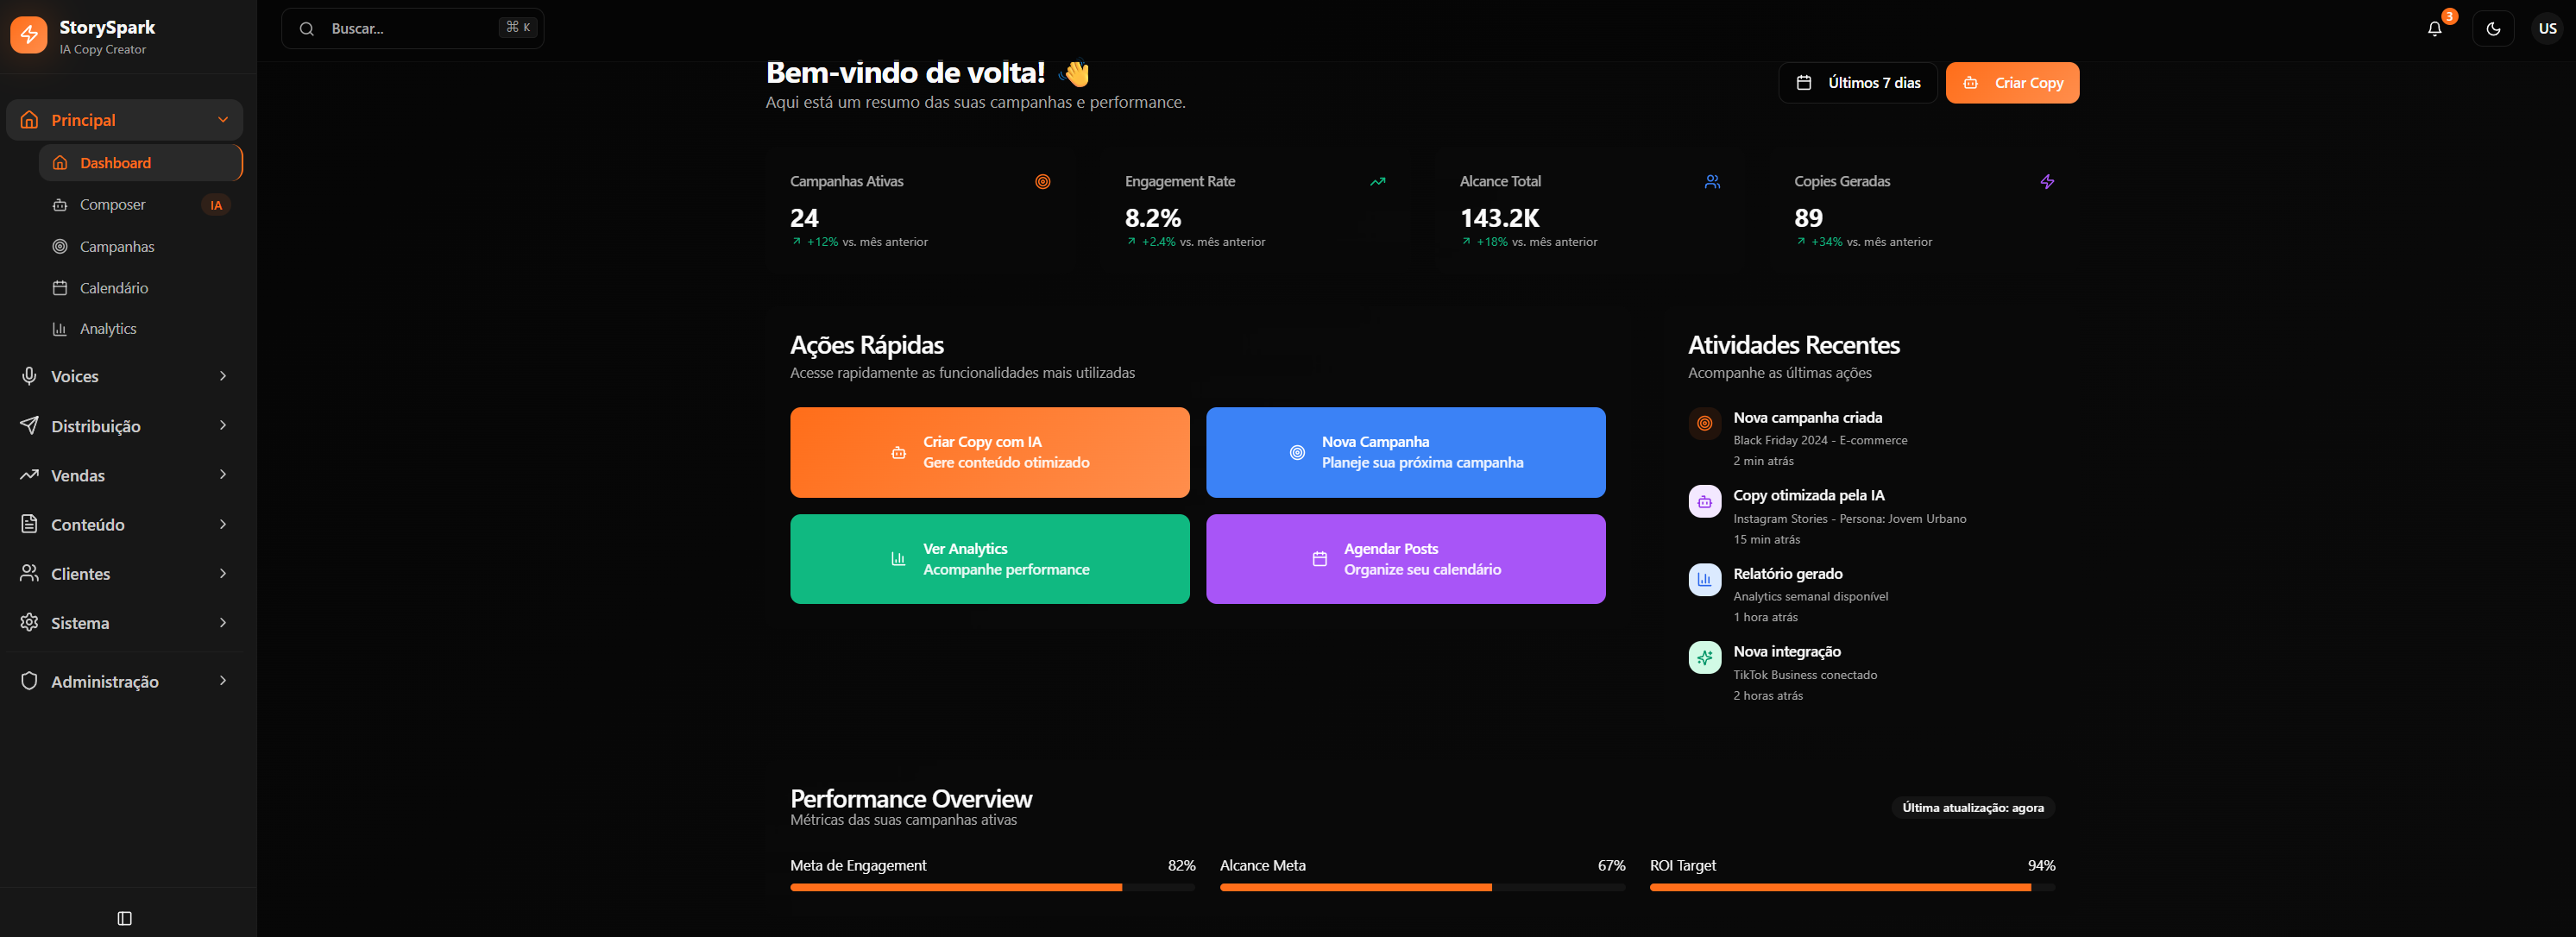 StorySpark
IA Copy Creator
Principal
Dashboard
Composer IA
Campanhas
Calendário
Analytics
Voices
Distribuição
Vendas
Conteúdo
Clientes
Sistema
Administração
Buscar... ⌘ K
3
US
Bem-vindo de volta! 👋
Aqui está um resumo das suas campanhas e performance.
Últimos 7 dias
Criar Copy
Campanhas Ativas
24
+12% vs. mês anterior
Engagement Rate
8.2%
+2.4% vs. mês anterior
Alcance Total
143.2K
+18% vs. mês anterior
Copies Geradas
89
+34% vs. mês anterior
Ações Rápidas
Acesse rapidamente as funcionalidades mais utilizadas
Criar Copy com IA
Gere conteúdo otimizado
Nova Campanha
Planeje sua próxima campanha
Ver Analytics
Acompanhe performance
Agendar Posts
Organize seu calendário
Atividades Recentes
Acompanhe as últimas ações
Nova campanha criada
Black Friday 2024 - E-commerce
2 min atrás
Copy otimizada pela IA
Instagram Stories - Persona: Jovem Urbano
15 min atrás
Relatório gerado
Analytics semanal disponível
1 hora atrás
Nova integração
TikTok Business conectado
2 horas atrás
Performance Overview
Métricas das suas campanhas ativas
Última atualização: agora
Meta de Engagement 82%
Alcance Meta 67%
ROI Target 94%